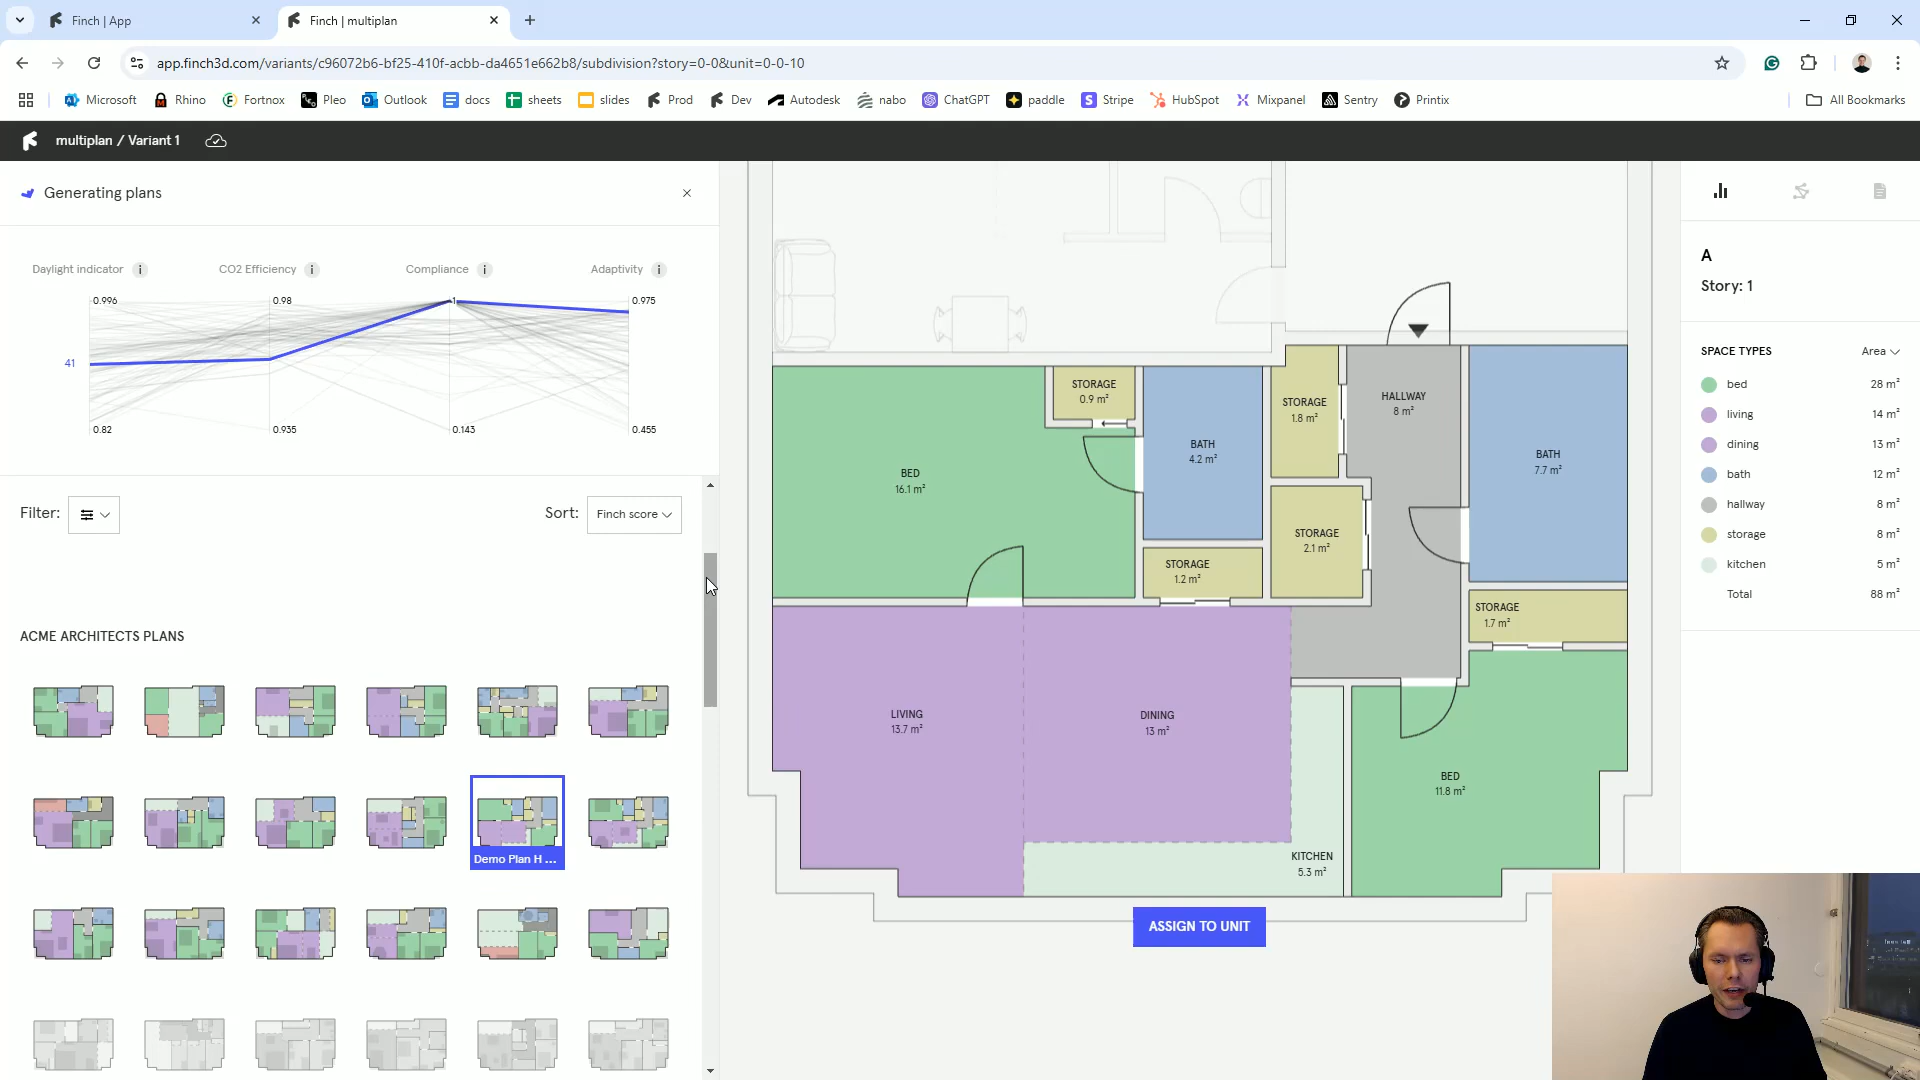 Finch | App
Finch | multiplan
app.finch3d.com/variants/c96072b6-bf25-410f-acbb-da4651e662b8/subdivision?story=0-0&unit=0-0-10
Microsoft
Rhino
Fortnox
Pleo
Outlook
docs
sheets
slides
Prod
Dev
Autodesk
nabo
ChatGPT
paddle
Stripe
HubSpot
Mixpanel
Sentry
Printix
All Bookmarks
multiplan / Variant 1
Generating plans
Daylight indicator
CO2 Efficiency
Compliance
Adaptivity
0.996
0.98
1
0.975
41
0.82
0.935
0.143
0.455
Filter:
Sort:
Finch score
ACME ARCHITECTS PLANS
Demo Plan H ...
STORAGE
0.9 m²
BED
16.1 m²
BATH
4.2 m²
STORAGE
1.8 m²
HALLWAY
8 m²
BATH
7.7 m²
STORAGE
2.1 m²
STORAGE
1.2 m²
STORAGE
1.7 m²
LIVING
13.7 m²
DINING
13 m²
BED
11.8 m²
KITCHEN
5.3 m²
ASSIGN TO UNIT
A
Story: 1
SPACE TYPES
Area
bed 28 m²
living 14 m²
dining 13 m²
bath 12 m²
hallway 8 m²
storage 8 m²
kitchen 5 m²
Total 88 m²